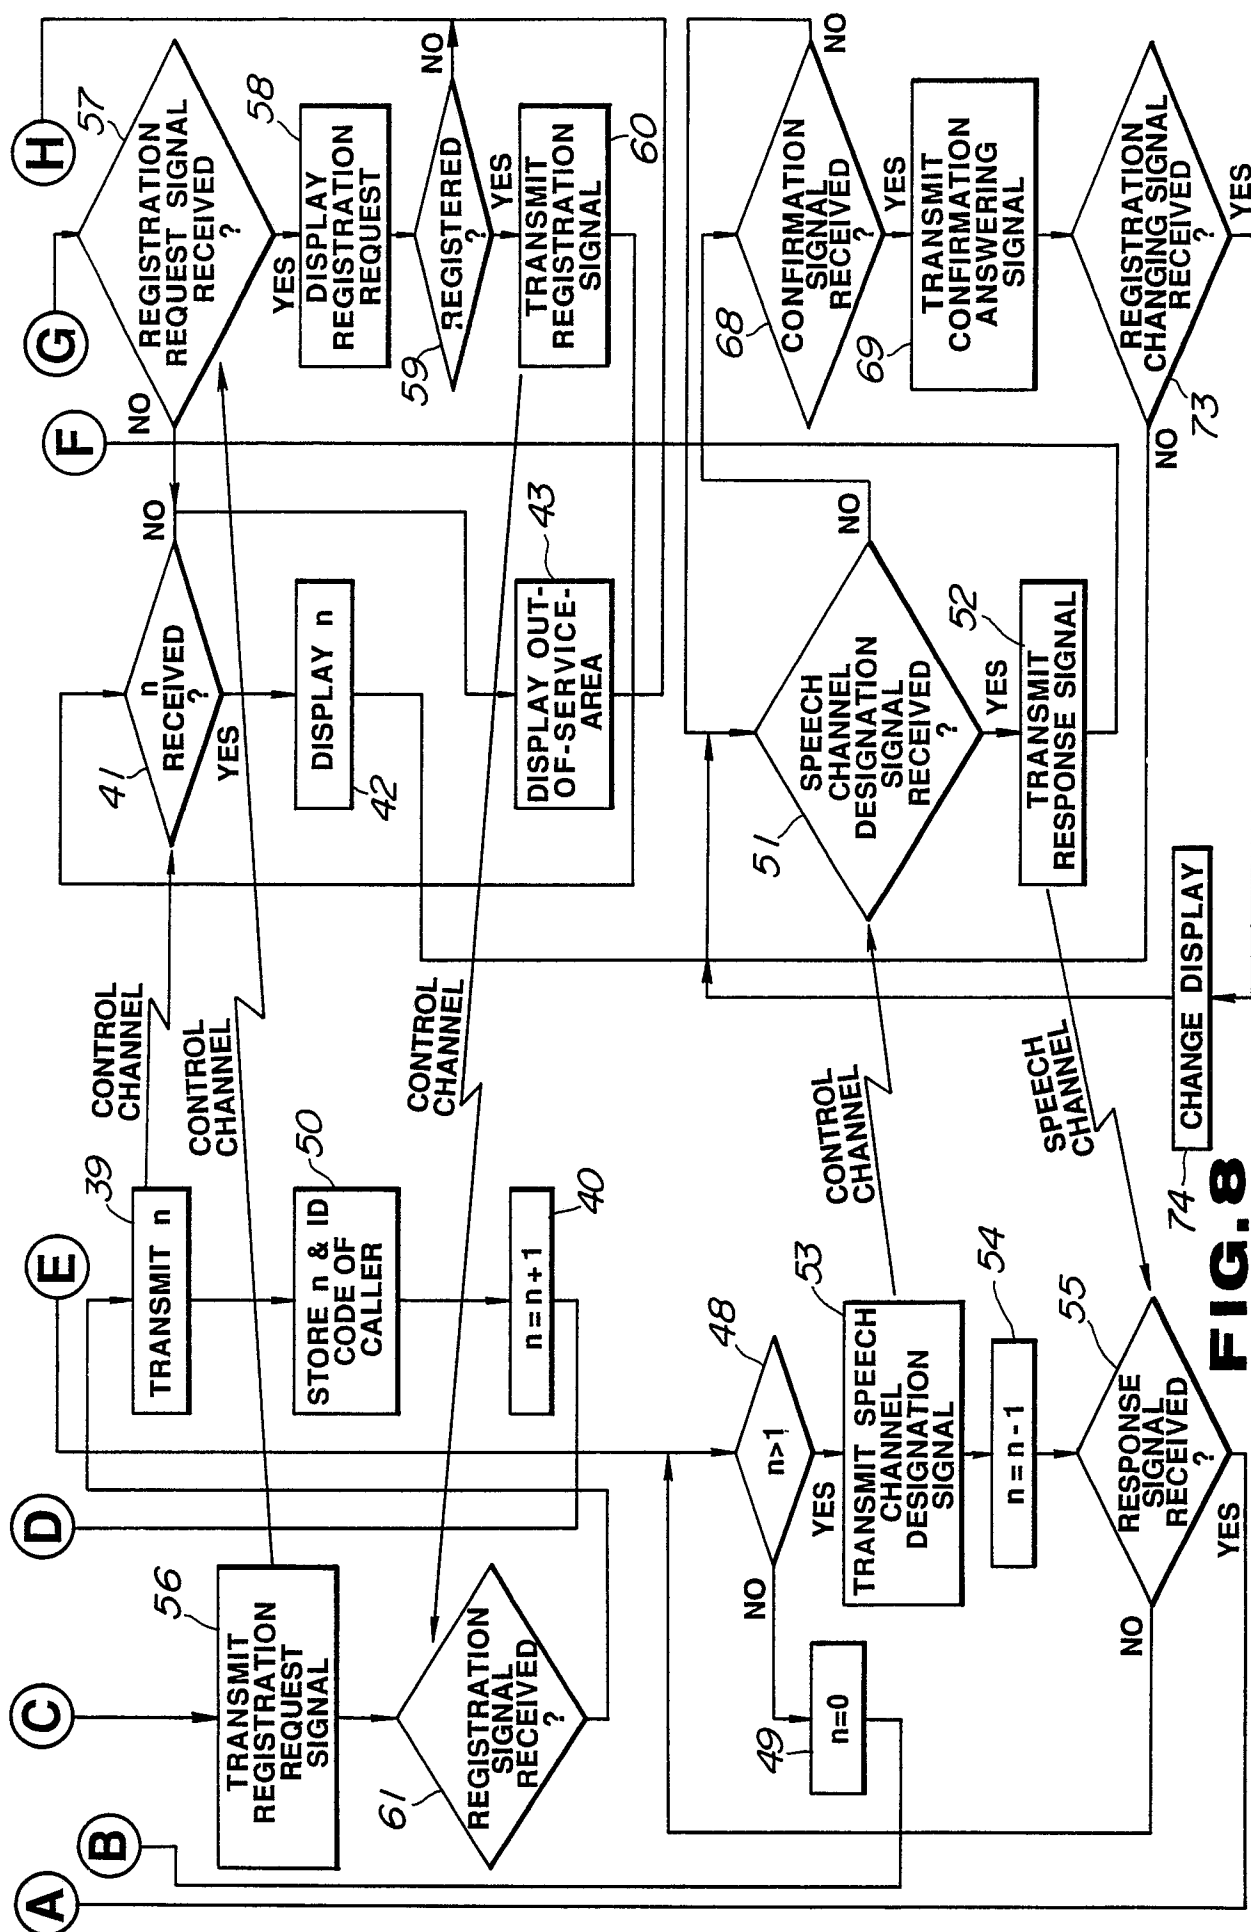 A
B
C
D
E
F
G
H
56
TRANSMIT
REGISTRATION
REQUEST
SIGNAL
61
REGISTRATION
SIGNAL
RECEIVED
?
39
TRANSMIT n
50
STORE n & ID
CODE OF
CALLER
40
n = n + 1
CONTROL
CHANNEL
CONTROL
CHANNEL
CONTROL
CHANNEL
41
n
RECEIVED
?
NO
YES
DISPLAY n
42
43
DISPLAY OUT-
OF-SERVICE-
AREA
57
REGISTRATION
REQUEST SIGNAL
RECEIVED
?
NO
YES
58
DISPLAY
REGISTRATION
REQUEST
59
REGISTERED
?
NO
YES
TRANSMIT
REGISTRATION
SIGNAL
60
48
n>1
NO
YES
49
n=0
53
TRANSMIT SPEECH
CHANNEL
DESIGNATION
SIGNAL
54
n = n - 1
55
RESPONSE
SIGNAL
RECEIVED
?
NO
YES
CONTROL
CHANNEL
SPEECH
CHANNEL
51
SPEECH
CHANNEL
DESIGNATION
SIGNAL
RECEIVED
?
NO
YES
52
TRANSMIT
RESPONSE SIGNAL
68
CONFIRMATION
SIGNAL
RECEIVED
?
NO
YES
69
TRANSMIT
CONFIRMATION
ANSWERING
SIGNAL
REGISTRATION
CHANGING SIGNAL
RECEIVED
?
73
NO
YES
74
CHANGE DISPLAY
FIG.8